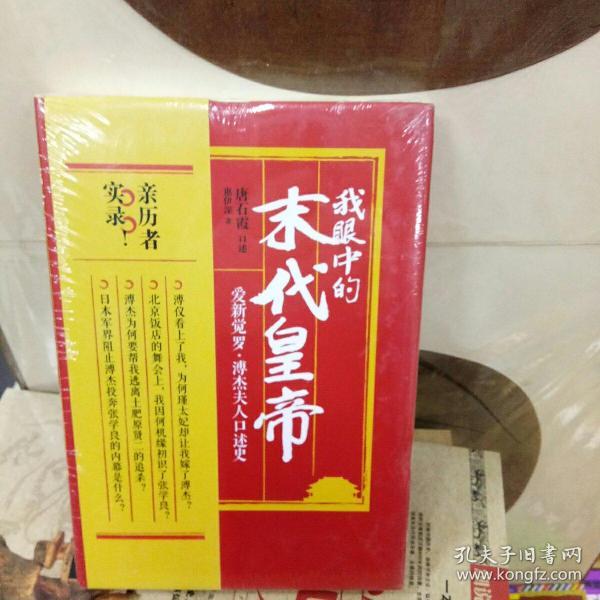 我眼中的
末代皇帝
爱新觉罗·溥杰夫人口述史
唐石霞 口述
惠伊深 著
亲历者
实录！
溥仪看上了我，为何瑾太妃却让我嫁了溥杰？
北京饭店的舞会上，我因何机缘初识了张学良？
溥杰为何要帮我逃离土肥原贤二的追杀？
日本军界阻止溥杰投奔张学良的内幕是什么？
孔夫子旧书网
www.kongfz.com